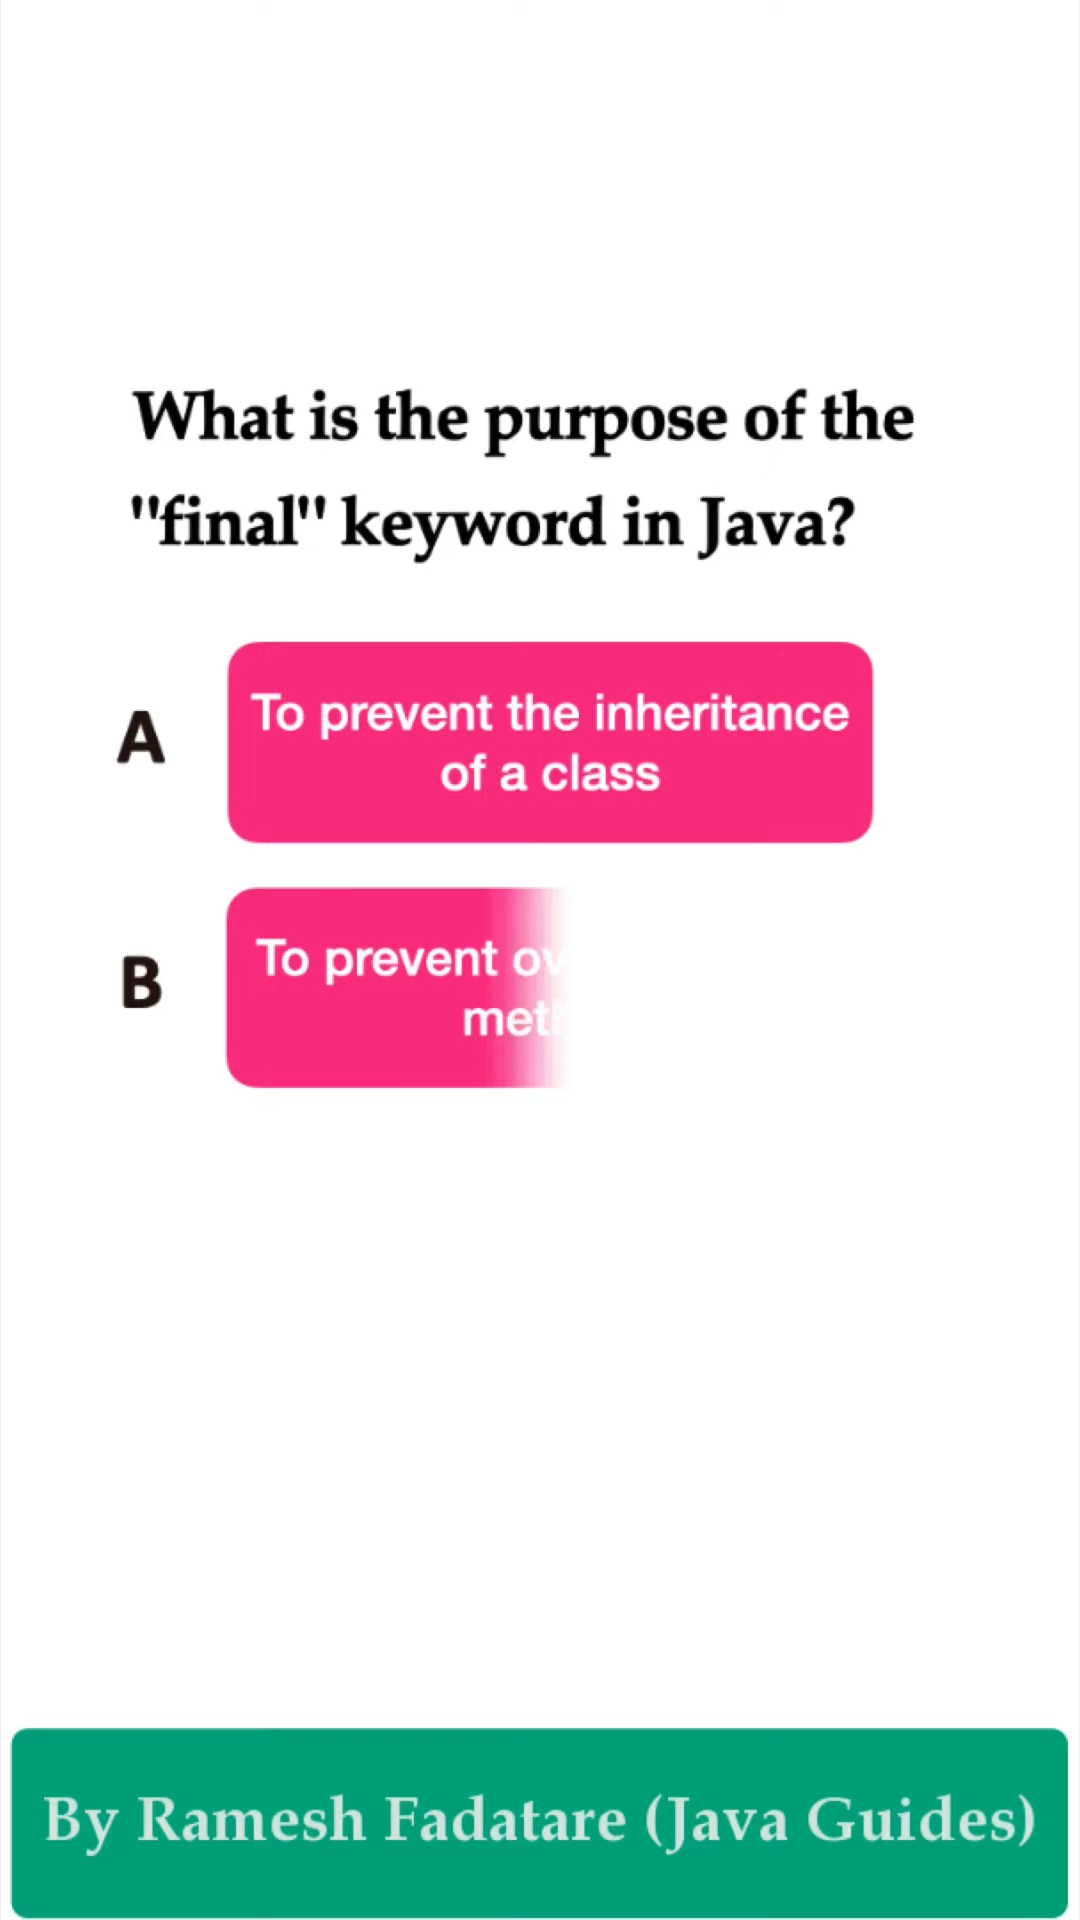 What is the purpose of the
"final" keyword in Java?
A
To prevent the inheritance
of a class
B
To prevent
By Ramesh Fadatare (Java Guides)